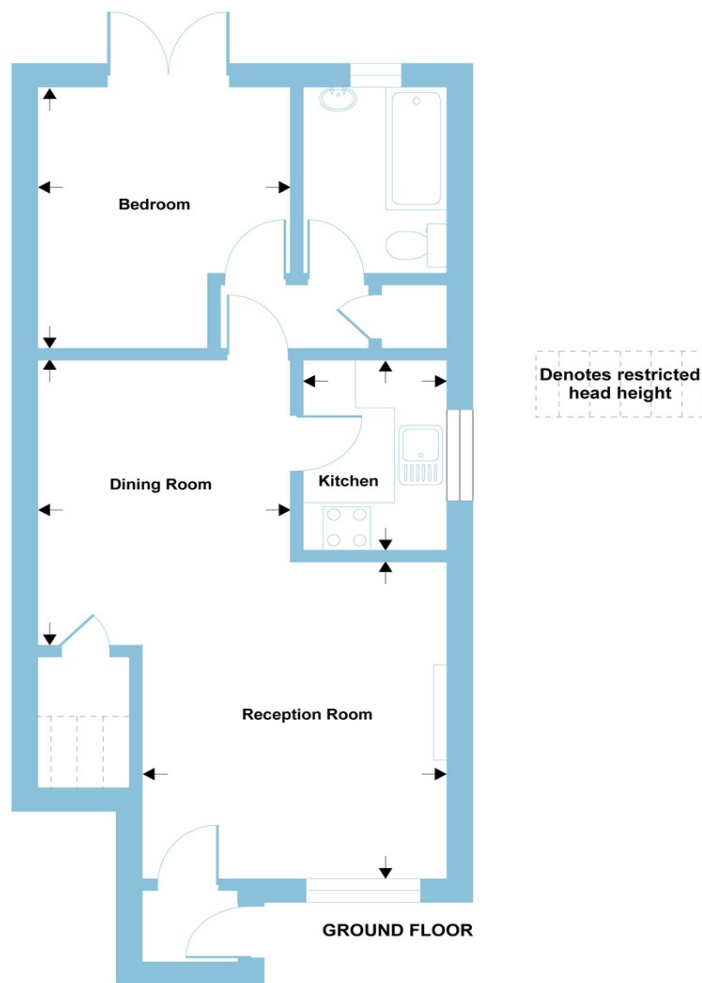 Bedroom
Denotes restricted
head height
Dining Room
Kitchen
Reception Room
GROUND FLOOR